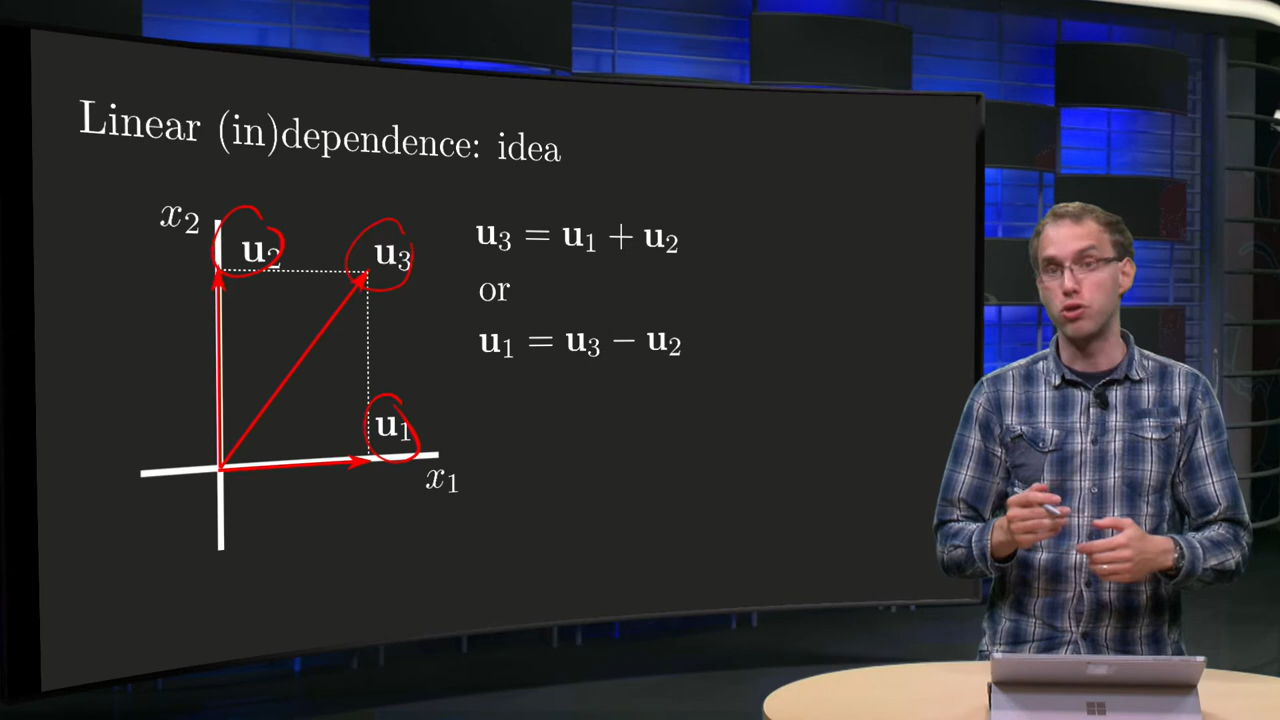 Linear (in)dependence: idea
x₂
u₂
u₃
u₁
x₁
u₃ = u₁ + u₂
or
u₁ = u₃ − u₂